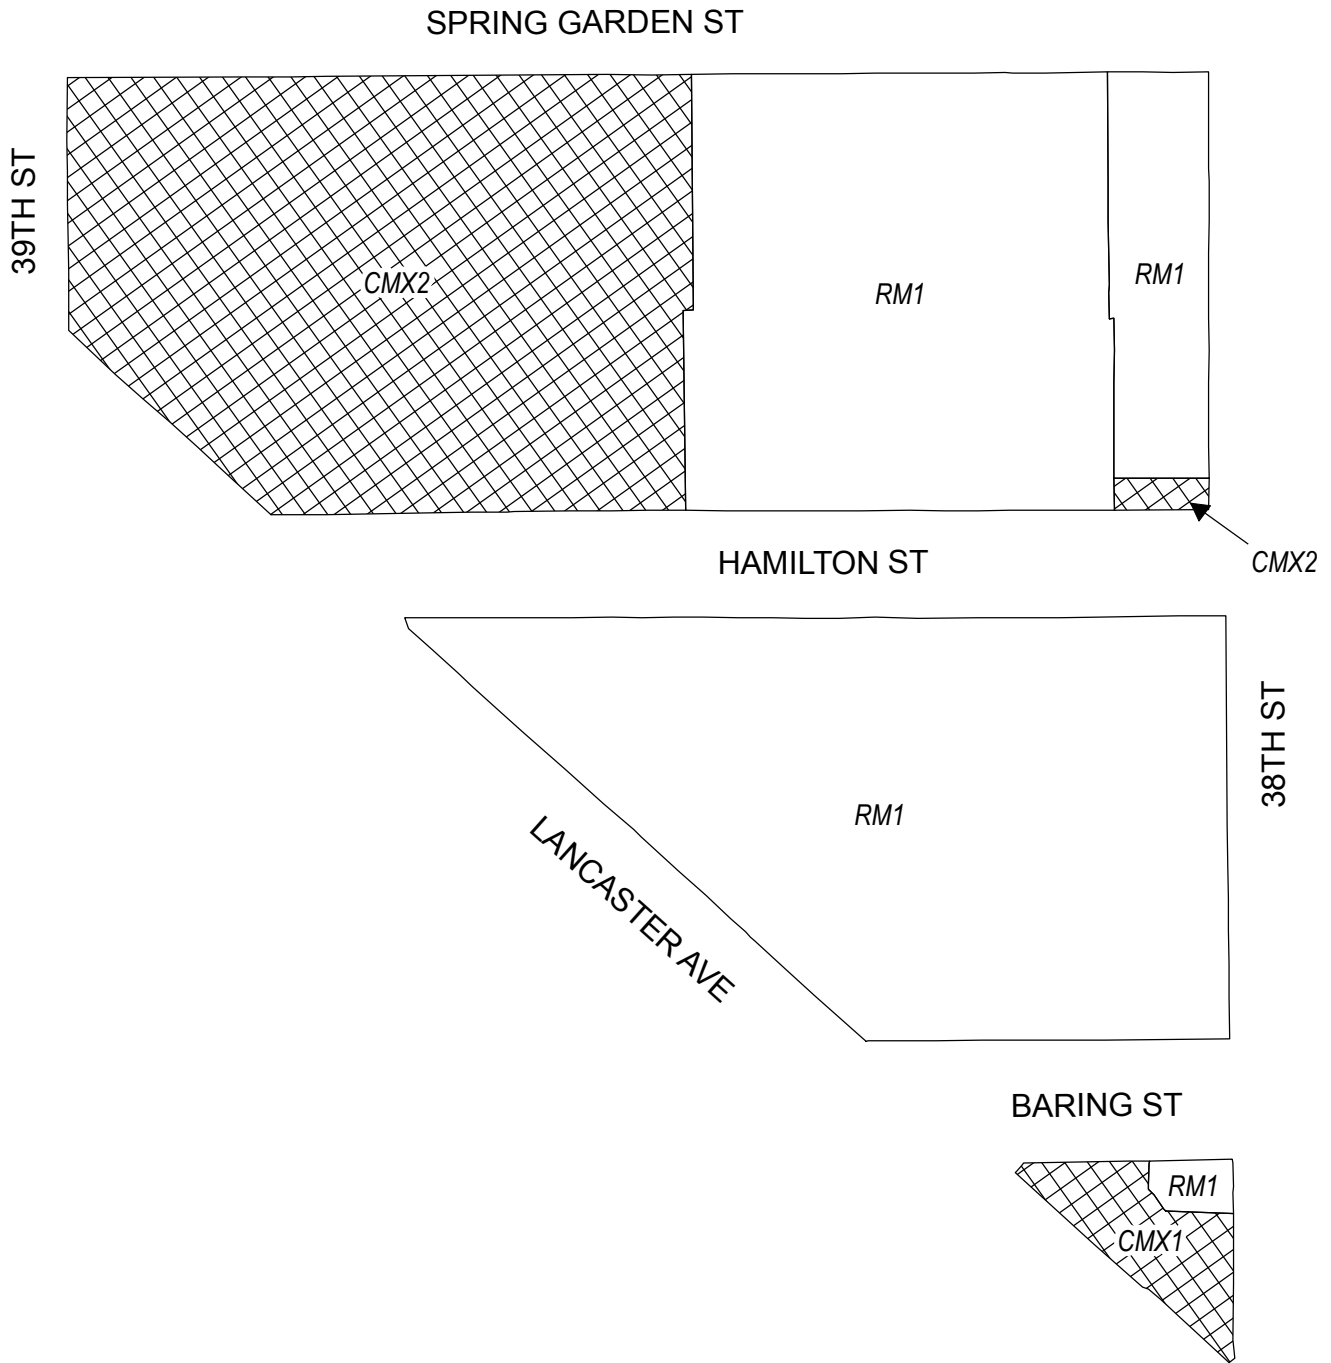 SPRING GARDEN ST
39TH ST
CMX2
RM1
RM1
HAMILTON ST
CMX2
38TH ST
RM1
LANCASTER AVE
BARING ST
RM1
CMX1